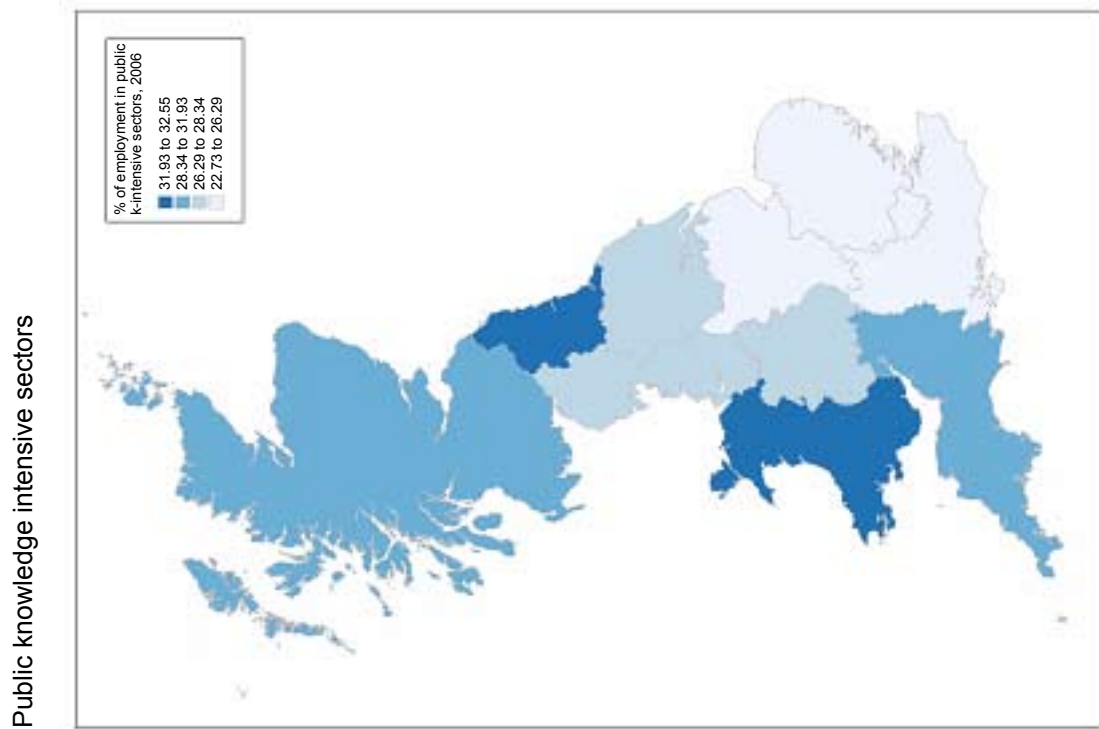 Public knowledge intensive sectors
% of employment in public
k-intensive sectors, 2006
31.93 to 32.55
28.34 to 31.93
26.29 to 28.34
22.73 to 26.29